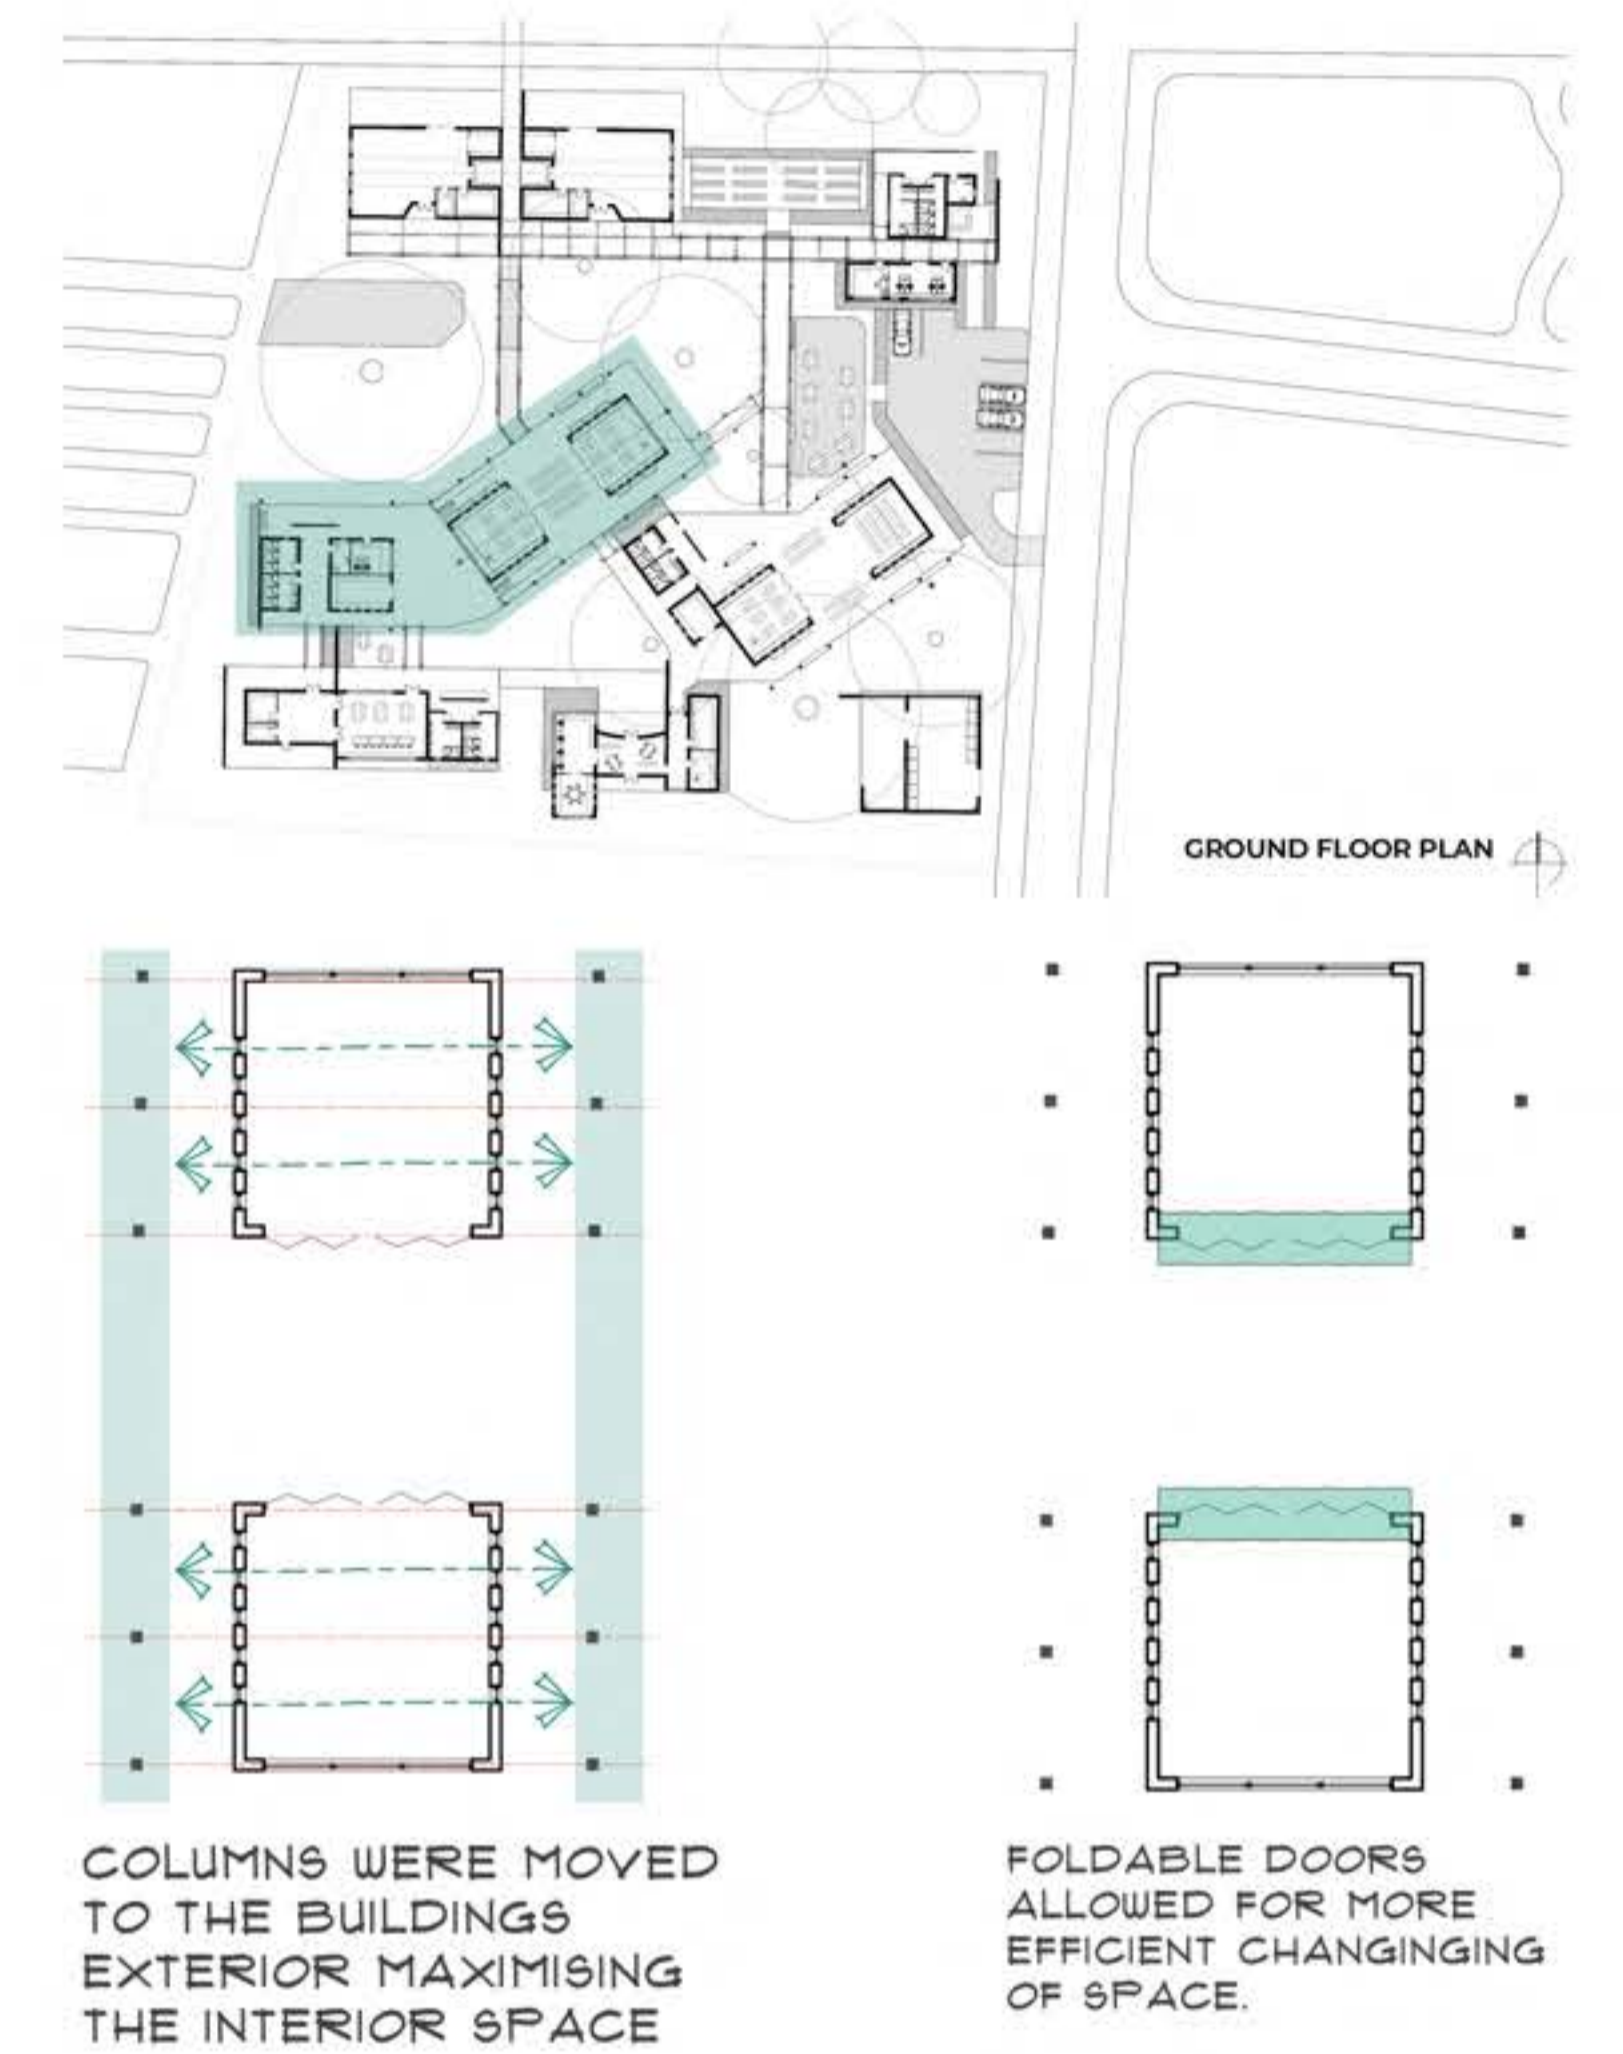 GROUND FLOOR PLAN
COLUMNS WERE MOVED
TO THE BUILDINGS
EXTERIOR MAXIMISING
THE INTERIOR SPACE
FOLDABLE DOORS
ALLOWED FOR MORE
EFFICIENT CHANGINGING
OF SPACE.